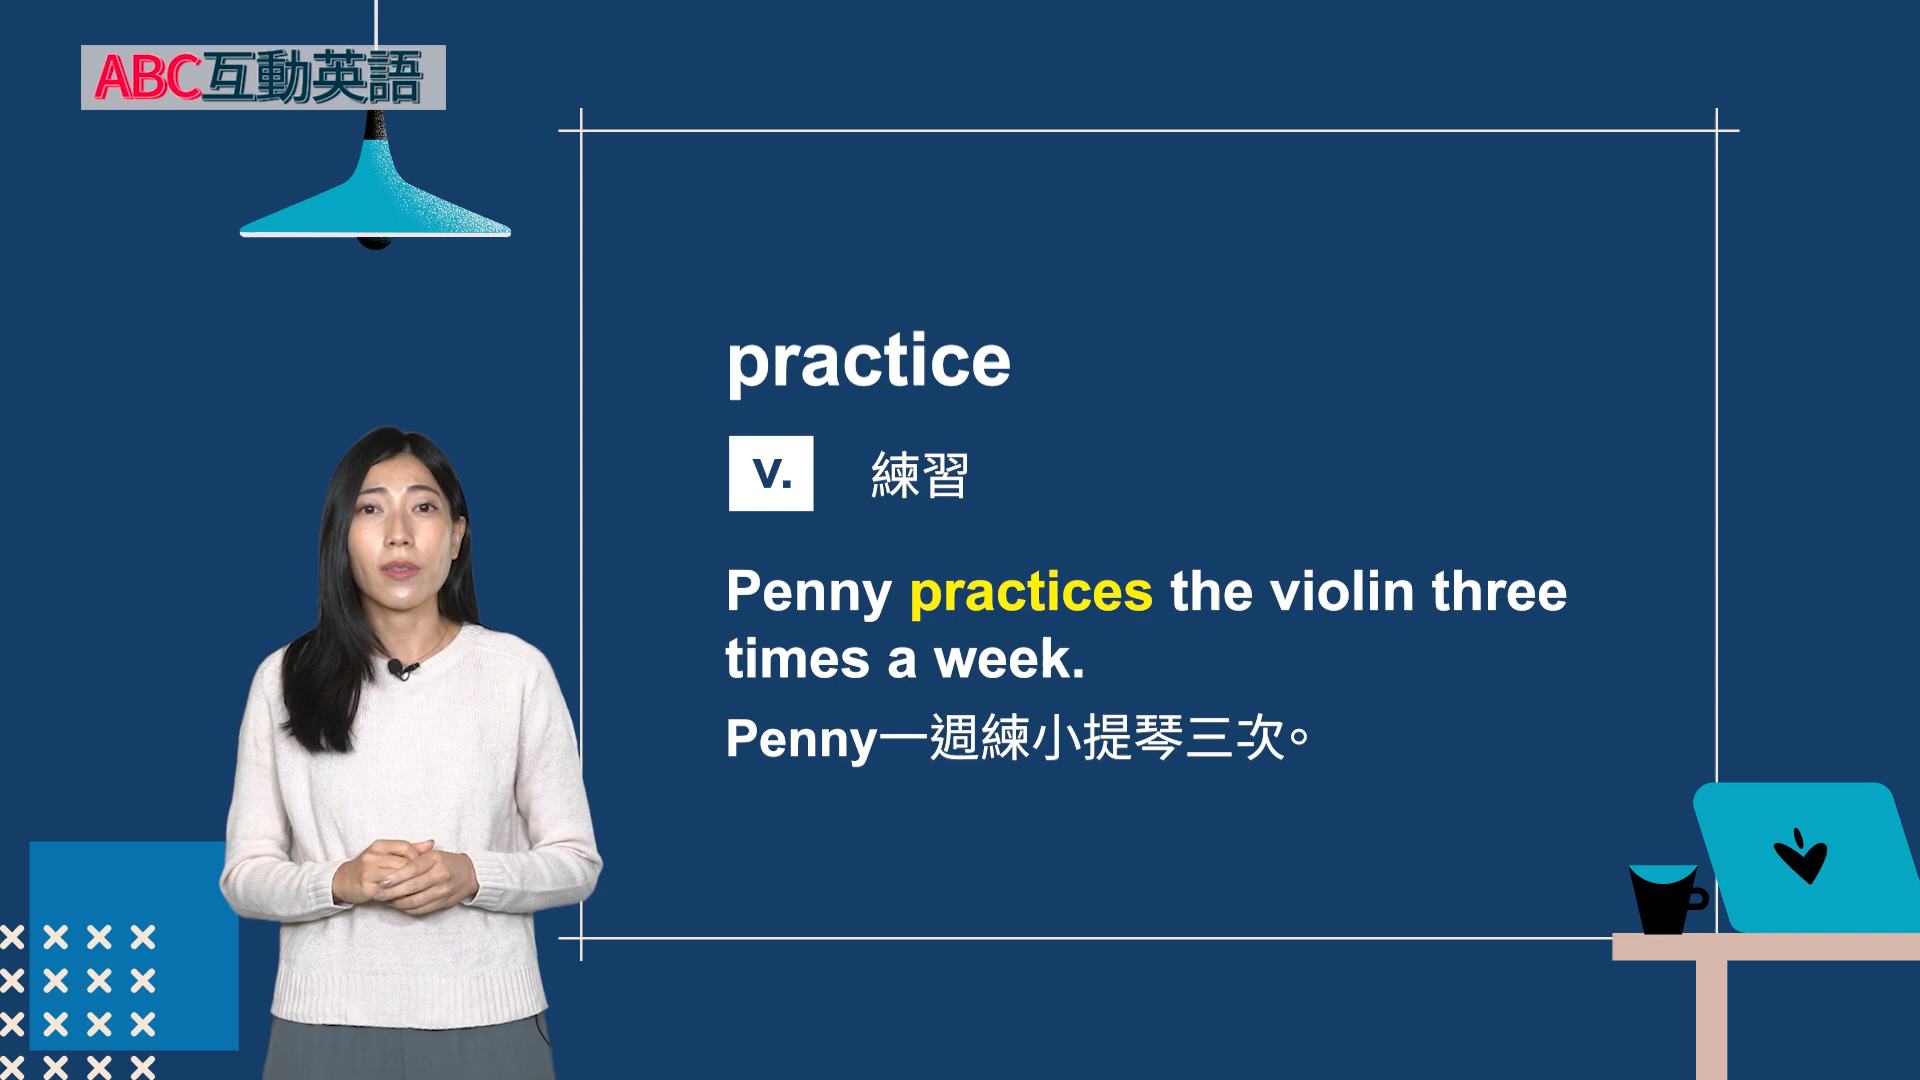 ABC互動英語
practice
v. 練習
Penny practices the violin three
times a week.
Penny一週練小提琴三次。